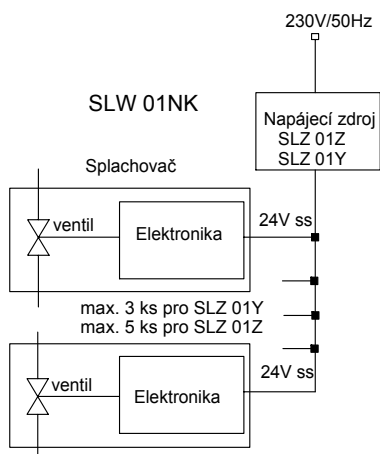 230V/50Hz
SLW 01NK
Napájecí zdroj
SLZ 01Z
SLZ 01Y
Splachovač
ventil
Elektronika
24V ss
max. 3 ks pro SLZ 01Y
max. 5 ks pro SLZ 01Z
24V ss
ventil
Elektronika